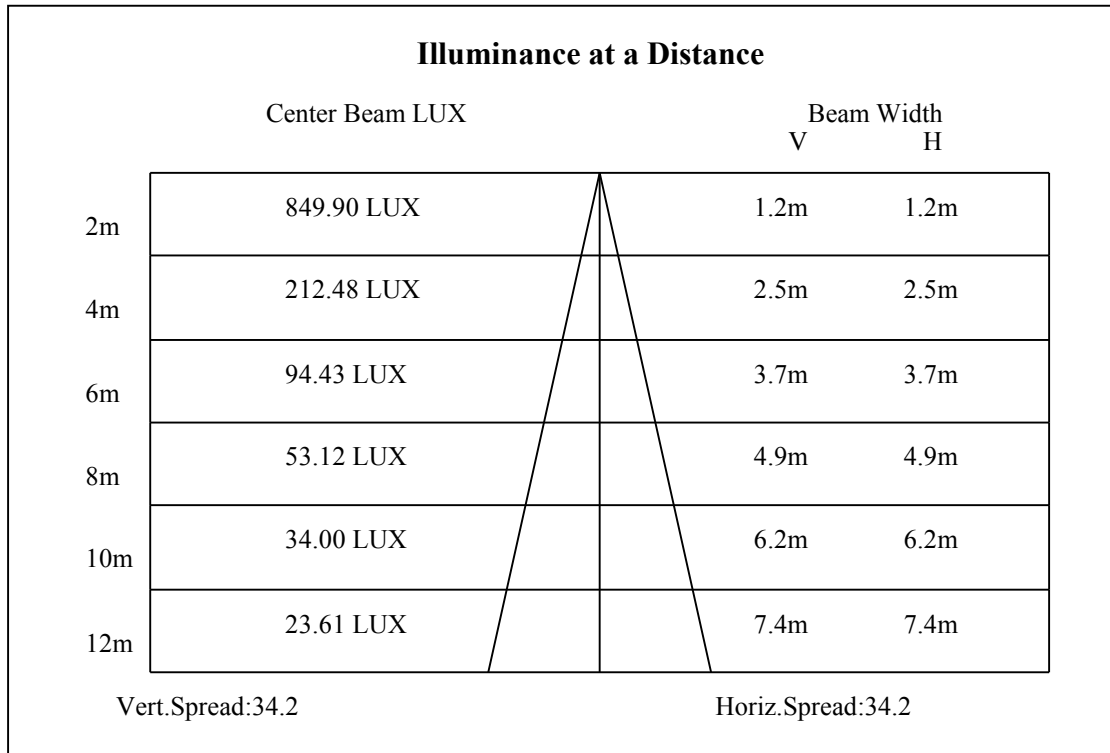 Illuminance at a Distance
Center Beam LUX Beam Width
V H
2m 849.90 LUX 1.2m 1.2m
4m 212.48 LUX 2.5m 2.5m
6m 94.43 LUX 3.7m 3.7m
8m 53.12 LUX 4.9m 4.9m
10m 34.00 LUX 6.2m 6.2m
12m 23.61 LUX 7.4m 7.4m
Vert.Spread:34.2 Horiz.Spread:34.2